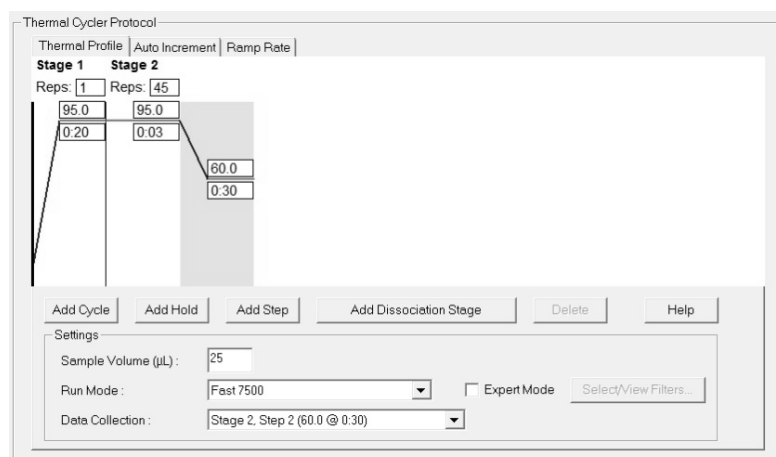 Thermal Cycler Protocol
Thermal Profile Auto Increment Ramp Rate
Stage 1 Stage 2
Reps: 1 Reps: 45
95.0 95.0
0:20 0:03
60.0
0:30
Add Cycle Add Hold Add Step Add Dissociation Stage Delete Help
Settings
Sample Volume (µL) : 25
Run Mode : Fast 7500 Expert Mode Select/View Filters...
Data Collection : Stage 2, Step 2 (60.0 @ 0:30)